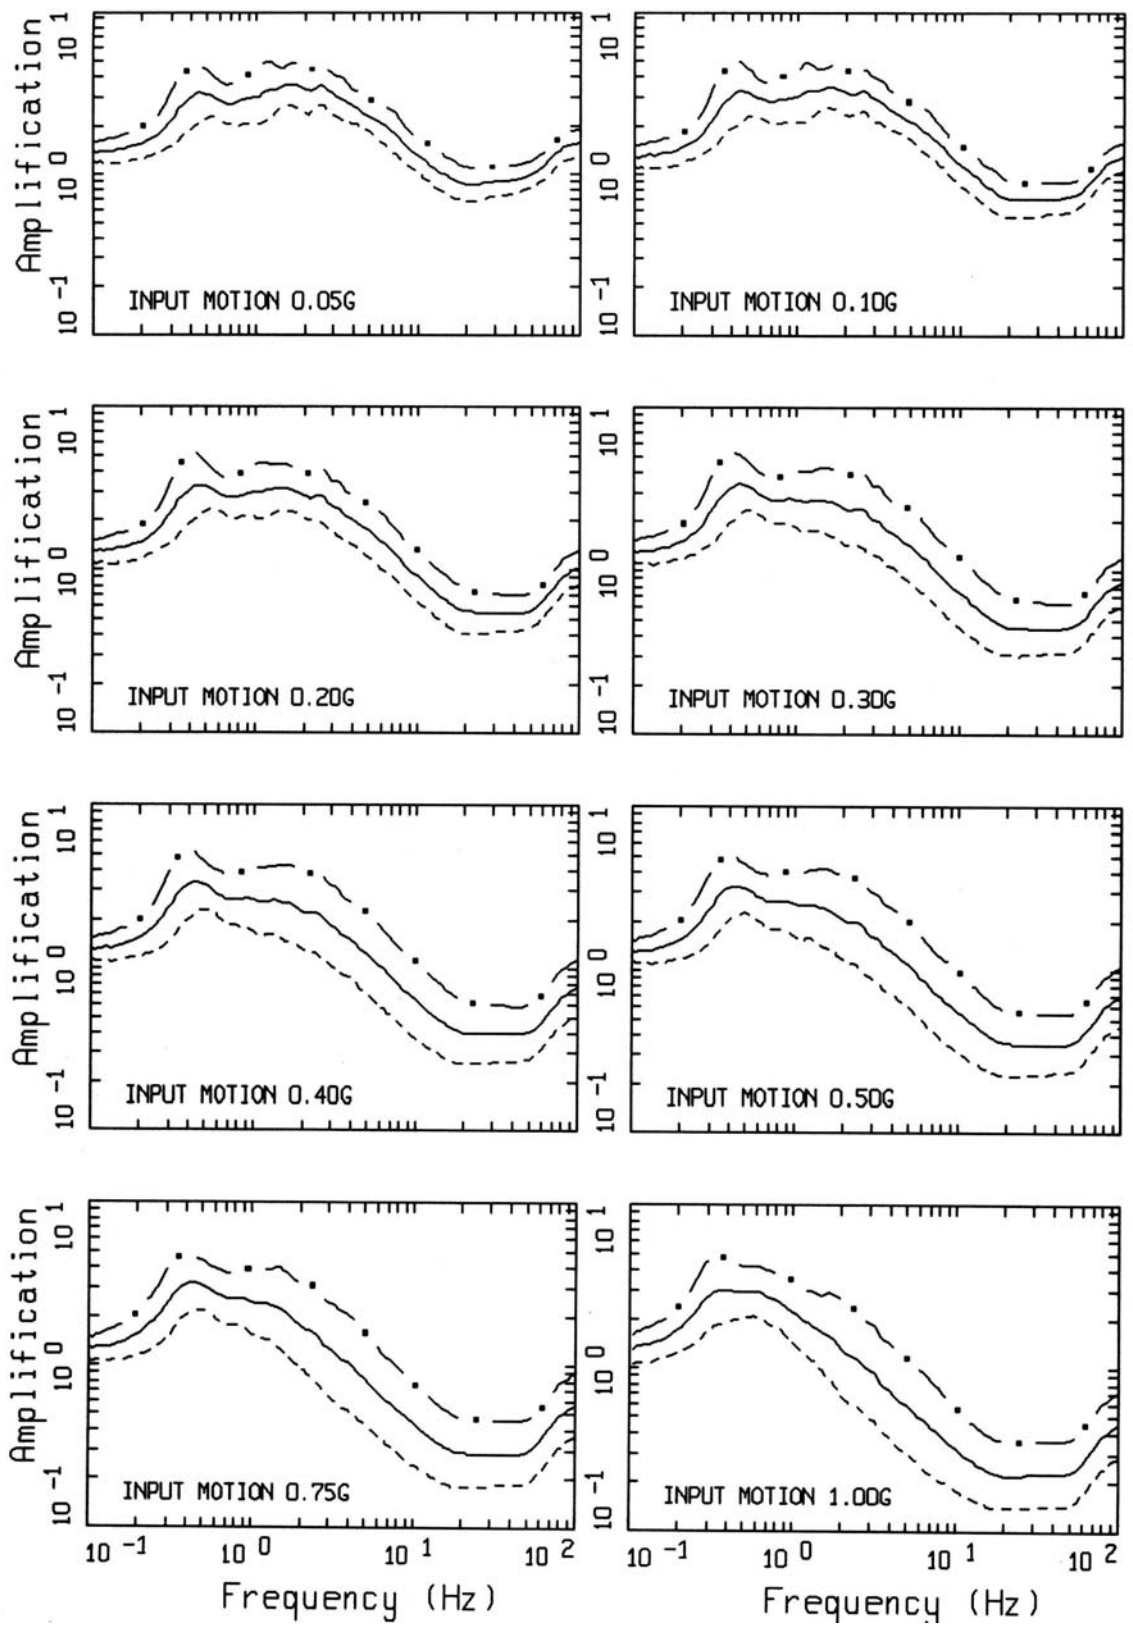 Amplification
10 1
10 0
10 -1
INPUT MOTION 0.05G
10 1
10 0
10 -1
INPUT MOTION 0.10G
Amplification
10 1
10 0
10 -1
INPUT MOTION 0.20G
10 1
10 0
10 -1
INPUT MOTION 0.30G
Amplification
10 1
10 0
10 -1
INPUT MOTION 0.40G
10 1
10 0
10 -1
INPUT MOTION 0.50G
Amplification
10 1
10 0
10 -1
INPUT MOTION 0.75G
10 1
10 0
10 -1
INPUT MOTION 1.00G
10 -1 10 0 10 1 10 2
10 -1 10 0 10 1 10 2
Frequency (Hz)
Frequency (Hz)